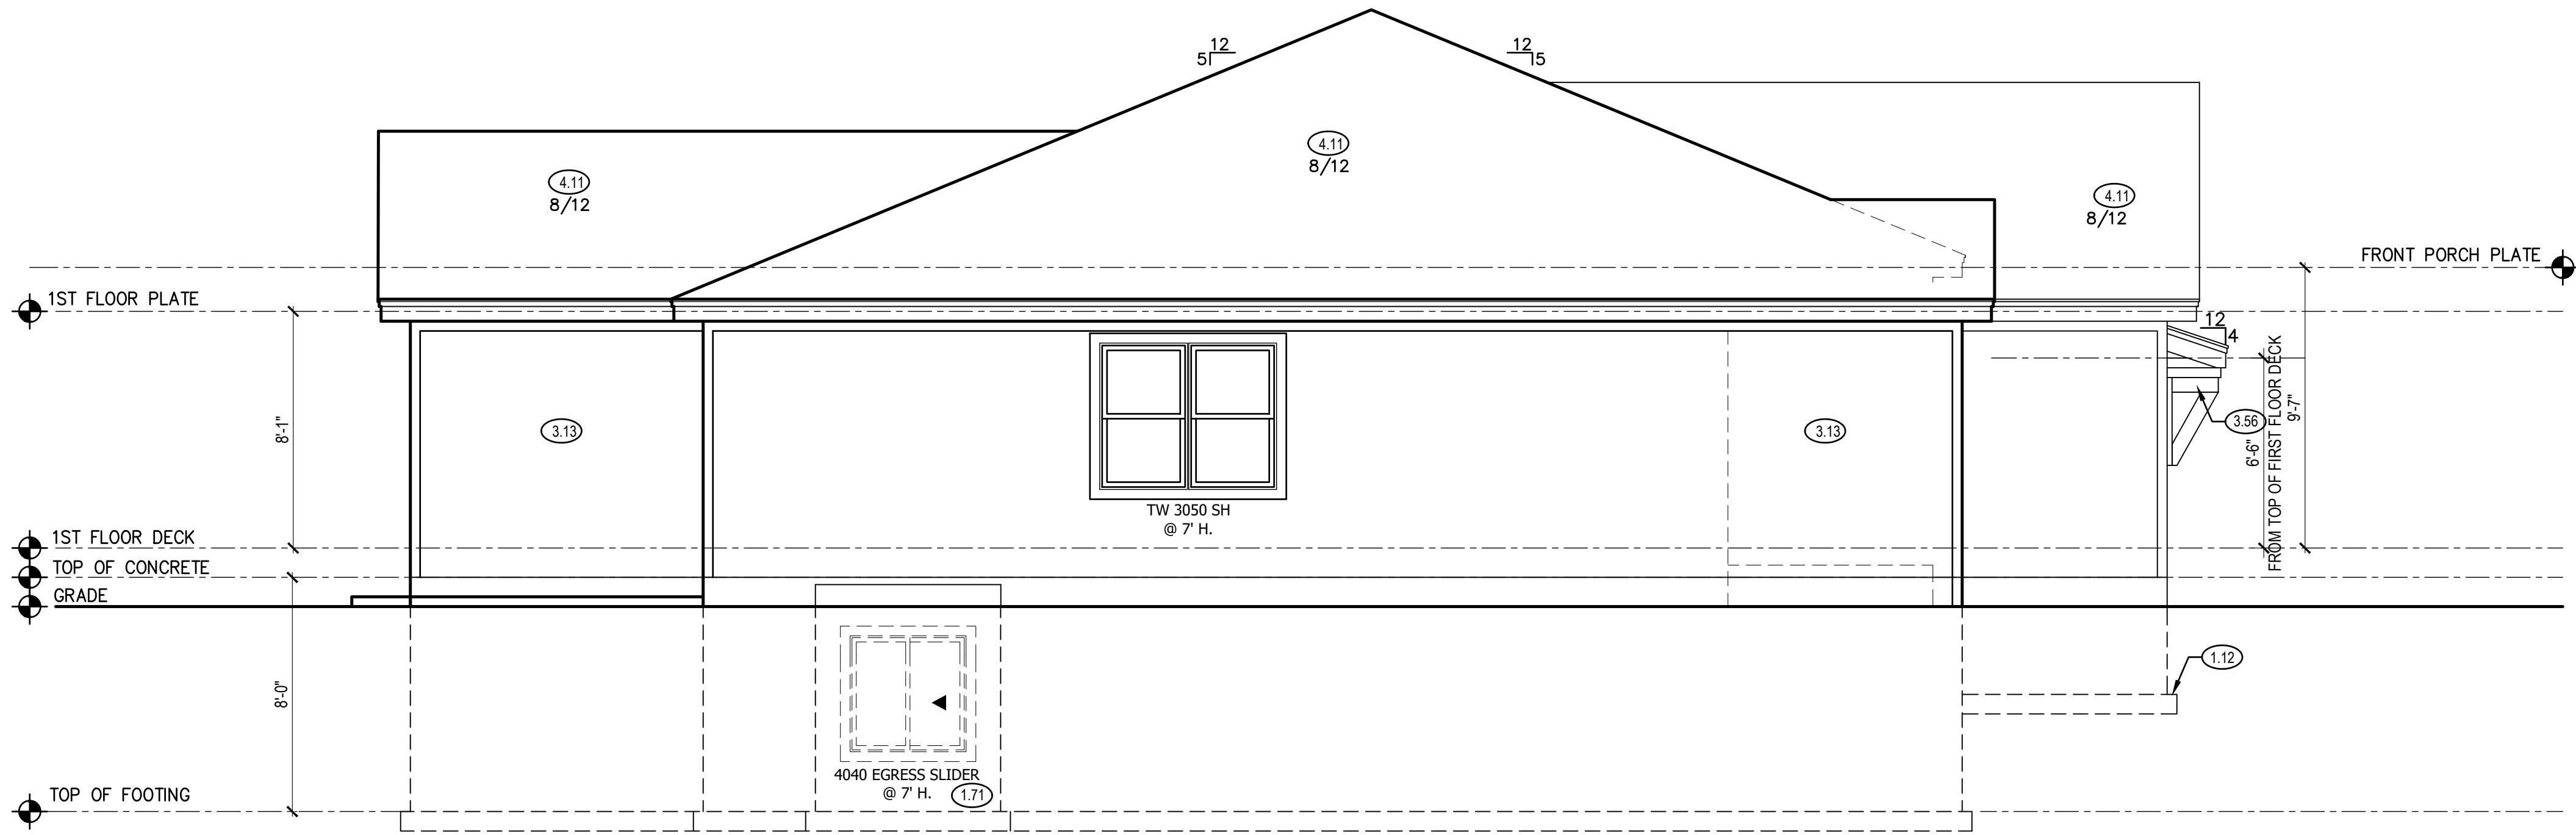 12
5
12
5
4.11
8/12
4.11
8/12
4.11
8/12
FRONT PORCH PLATE
1ST FLOOR PLATE
12
4
8'-1"
3.13
3.13
3.56
6'-6"
FROM TOP OF FIRST FLOOR DECK
9'-7"
TW 3050 SH
@ 7' H.
1ST FLOOR DECK
TOP OF CONCRETE
GRADE
1.12
8'-0"
4040 EGRESS SLIDER
@ 7' H.
1.71
TOP OF FOOTING